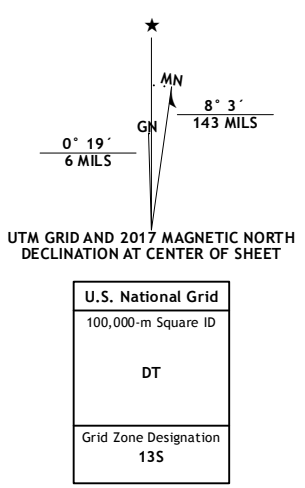 ★
MN
GN
8° 3´
143 MILS
0° 19´
6 MILS
UTM GRID AND 2017 MAGNETIC NORTH
DECLINATION AT CENTER OF SHEET
U.S. National Grid
100,000-m Square ID
DT
Grid Zone Designation
13S